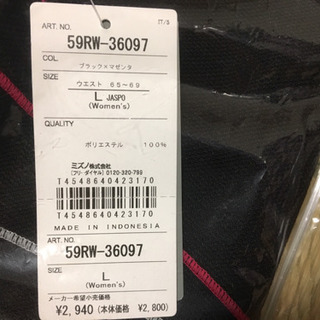 ART. NO. IT/S
59RW-36097
COL.
ブラック×マゼンタ
SIZE
ウエスト 65~69
L JASPO
(Women's)
QUALITY
ポリエステル 100%
ミズノ株式会社
(フリーダイヤル) 0120-320-799
T4548640423170
T4548640423170
MADE IN INDONESIA
ART. NO.
59RW-36097
SIZE
L
(Women's)
メーカー希望小売価格
¥2,940 (本体価格 ¥2,800)